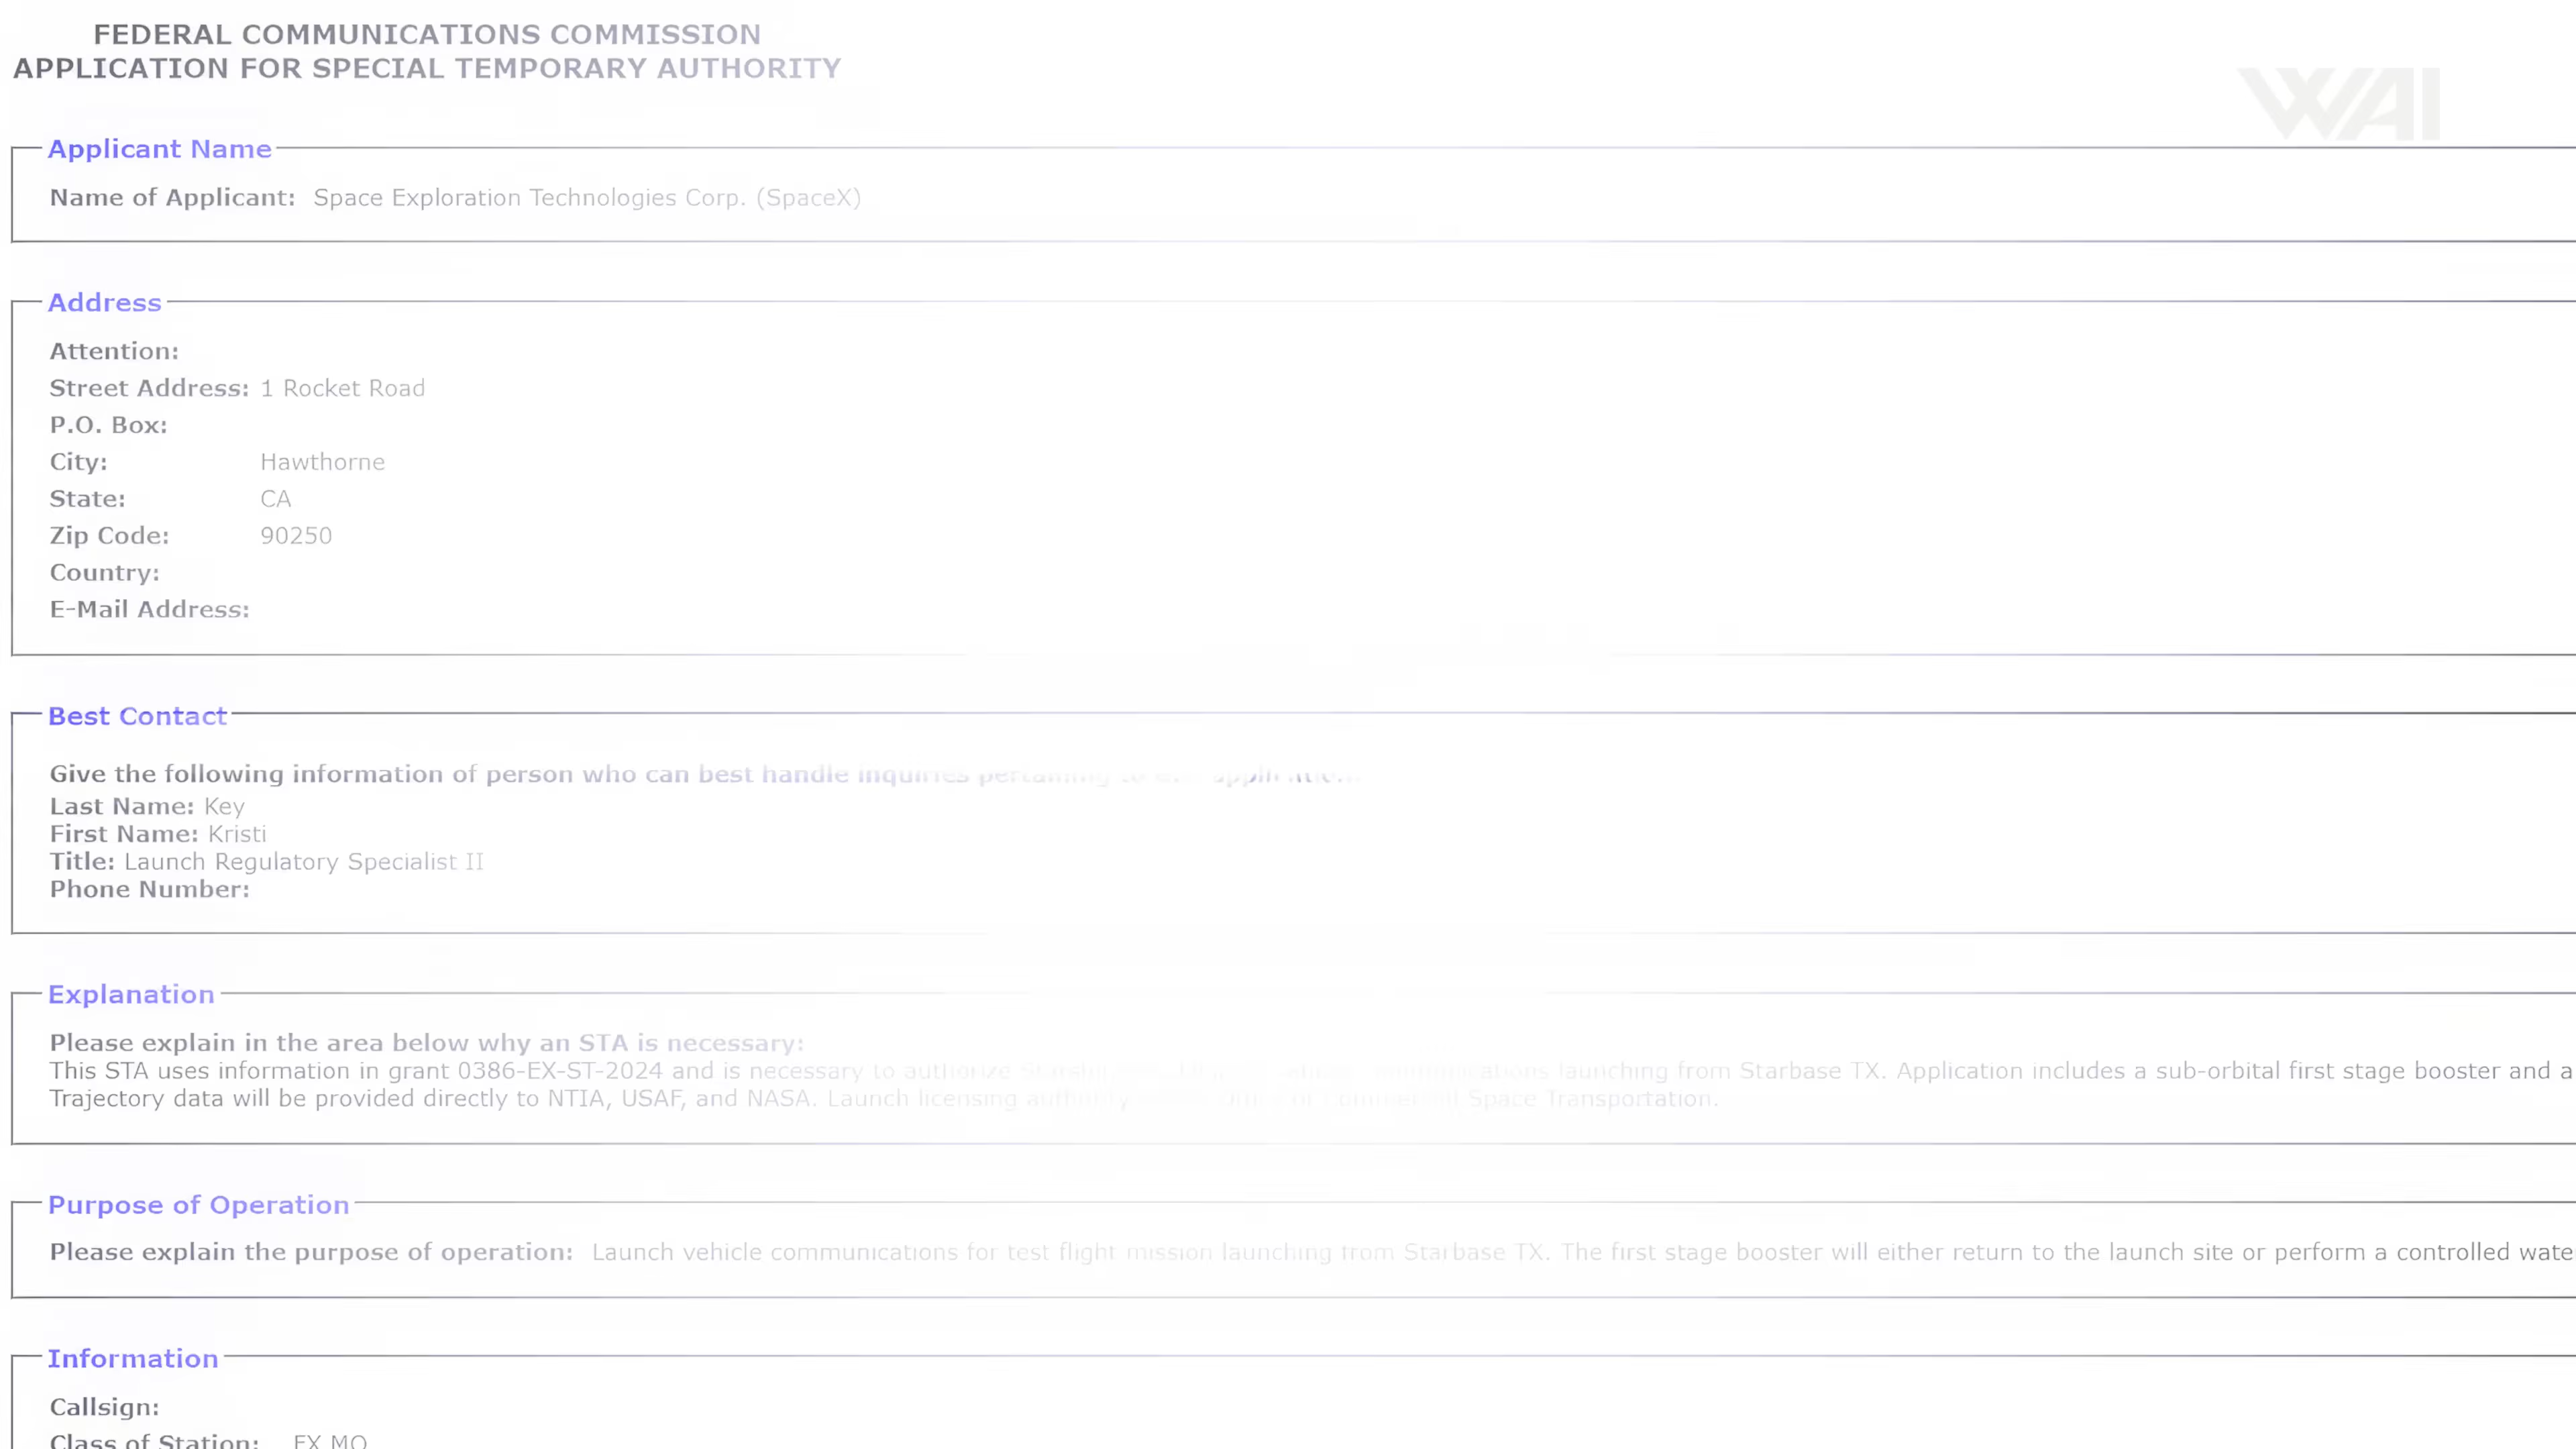 FEDERAL COMMUNICATIONS COMMISSION
APPLICATION FOR SPECIAL TEMPORARY AUTHORITY
WAI
Applicant Name
Name of Applicant: Space Exploration Technologies Corp. (SpaceX)
Address
Attention:
Street Address: 1 Rocket Road
P.O. Box:
City: Hawthorne
State: CA
Zip Code: 90250
Country:
E-Mail Address:
Best Contact
Give the following information of person who can best handle inquiries pertaining to
Last Name: Key
First Name: Kristi
Title: Launch Regulatory Specialist II
Phone Number:
Explanation
Please explain in the area below why an STA is necessary:
This STA uses information in grant 0386-EX-ST-2024 and is necessary to authorize launching from Starbase TX. Application includes a sub-orbital first stage booster and a
Trajectory data will be provided directly to NTIA, USAF, and NASA. Launch licensing authority Space Transportation.
Purpose of Operation
Please explain the purpose of operation: Launch vehicle communications for test flight mission launching from Starbase TX. The first stage booster will either return to the launch site or perform a controlled wate
Information
Callsign:
Class of Station: FX MO